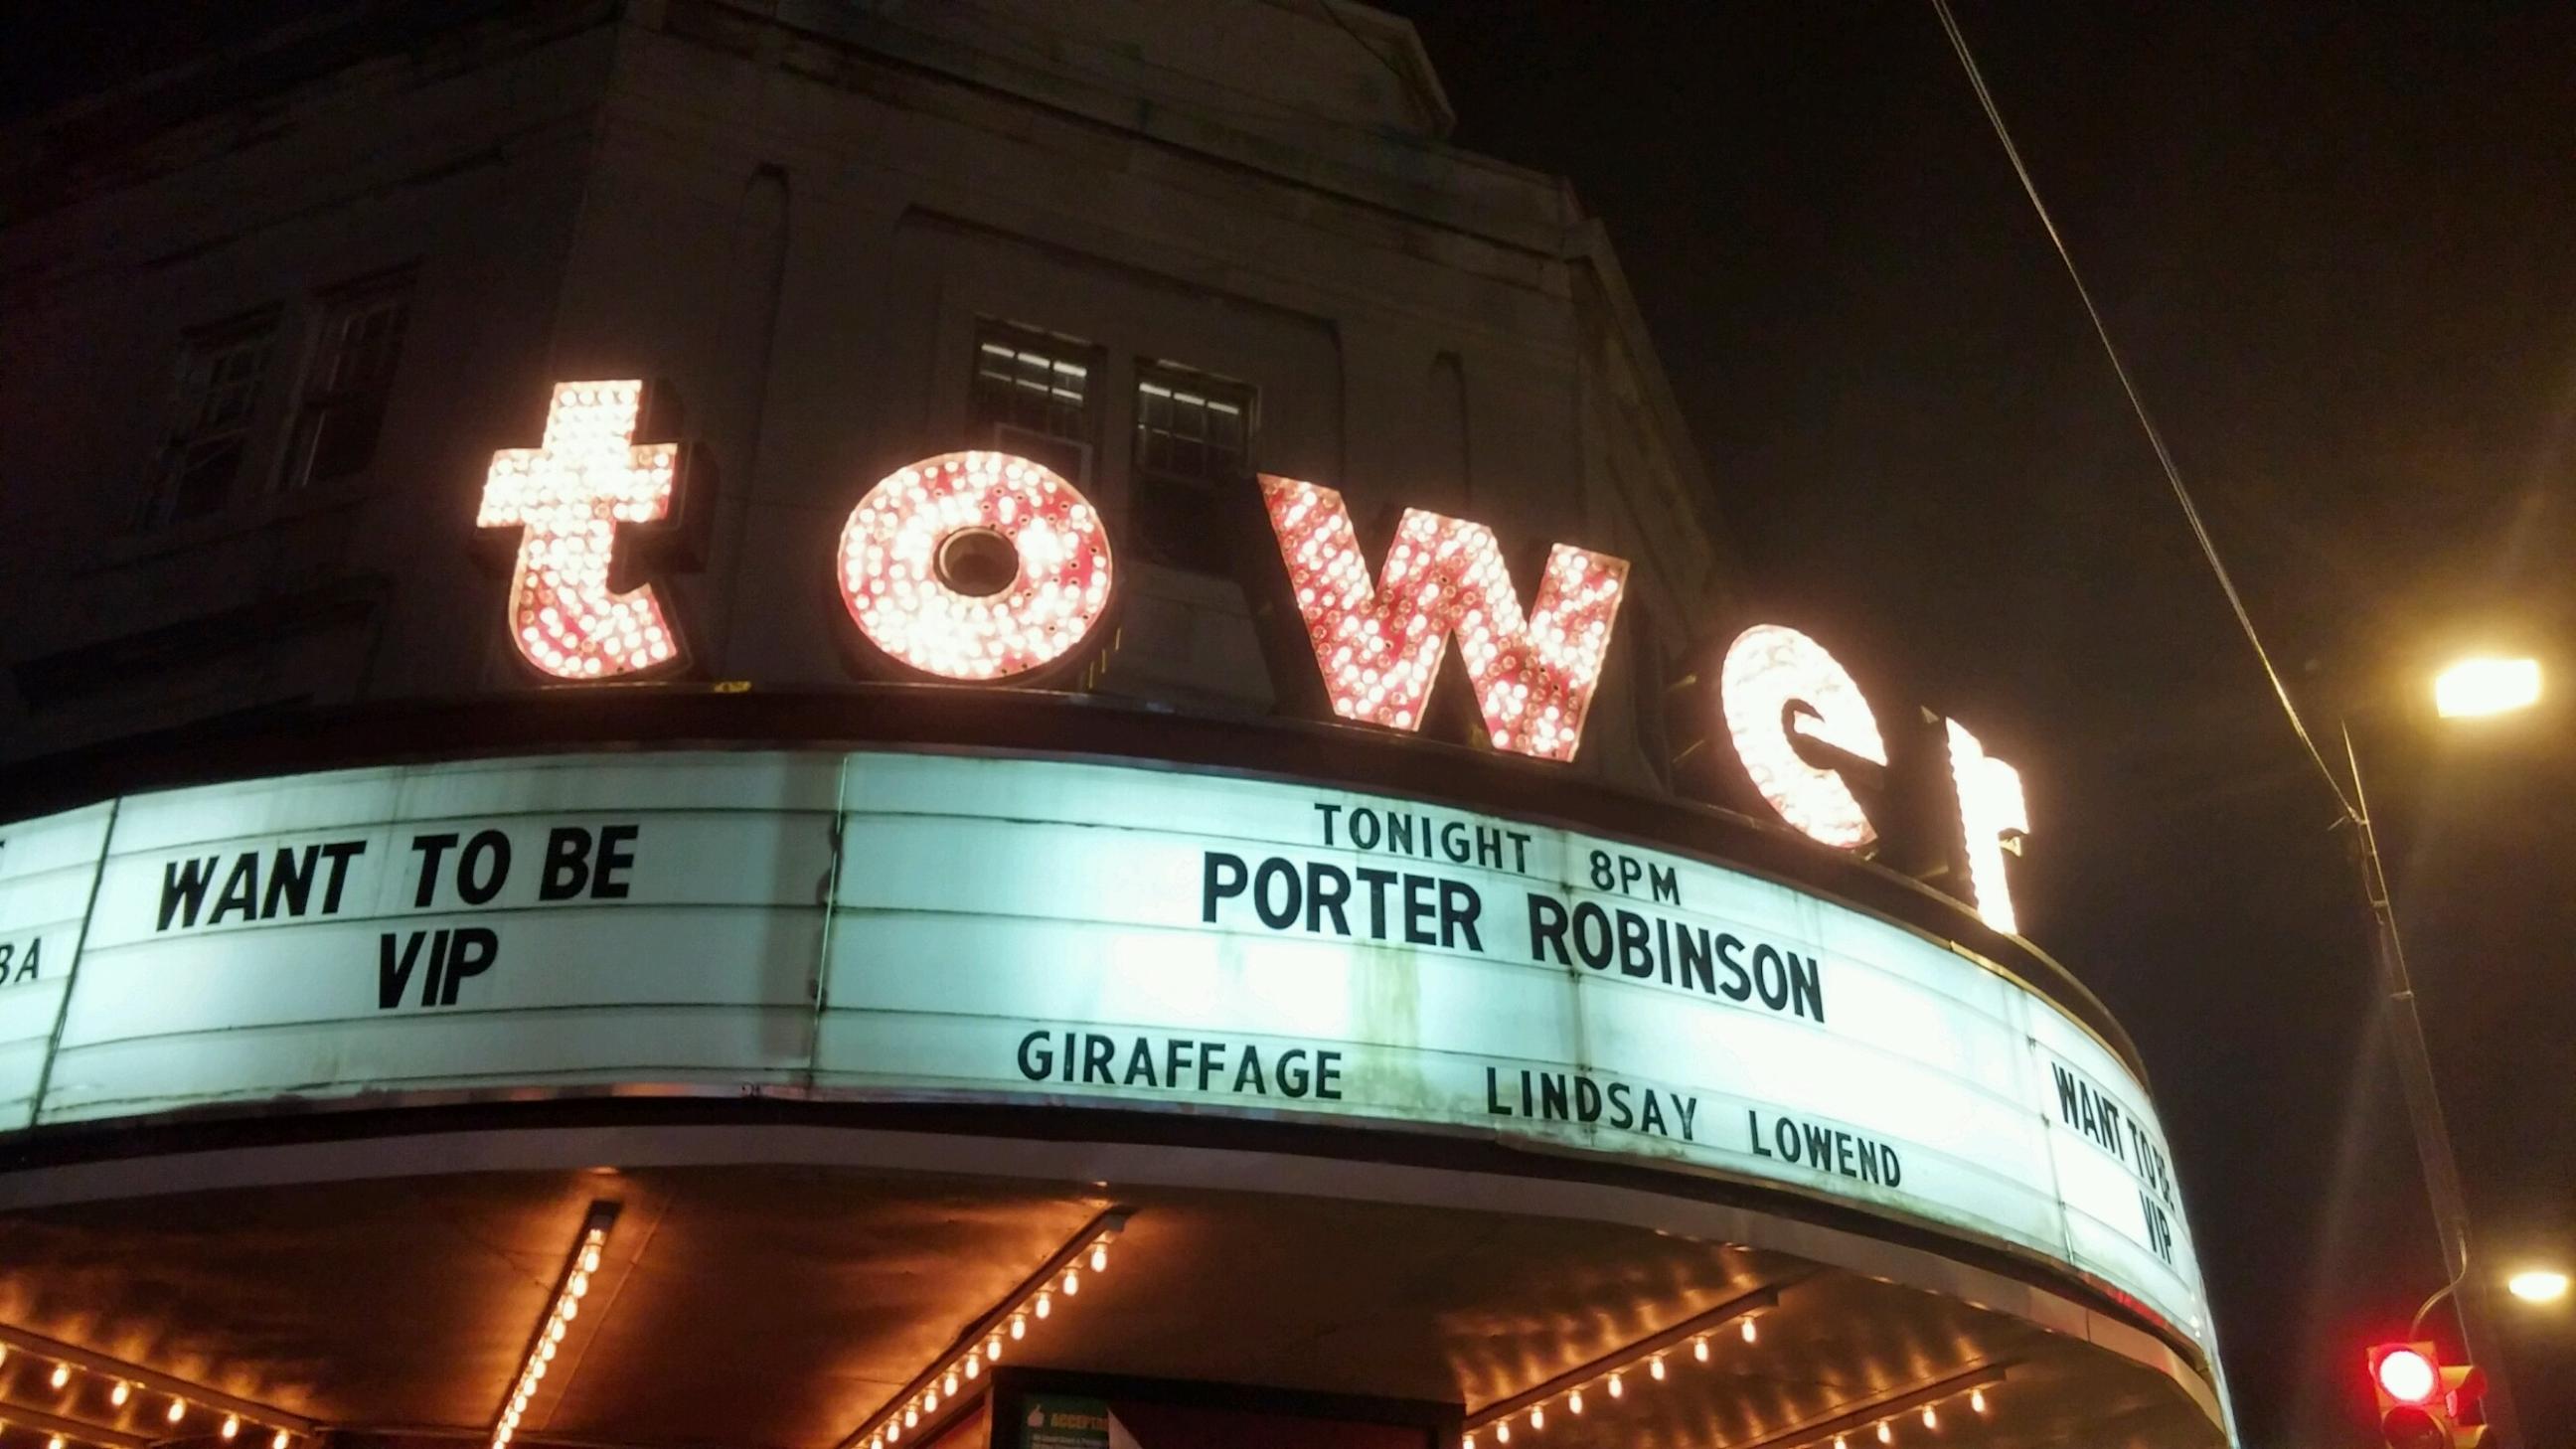 tower
WANT TO BE
VIP
TONIGHT 8PM
PORTER ROBINSON
GIRAFFAGE LINDSAY LOWEND
WANT TO BE
VIP